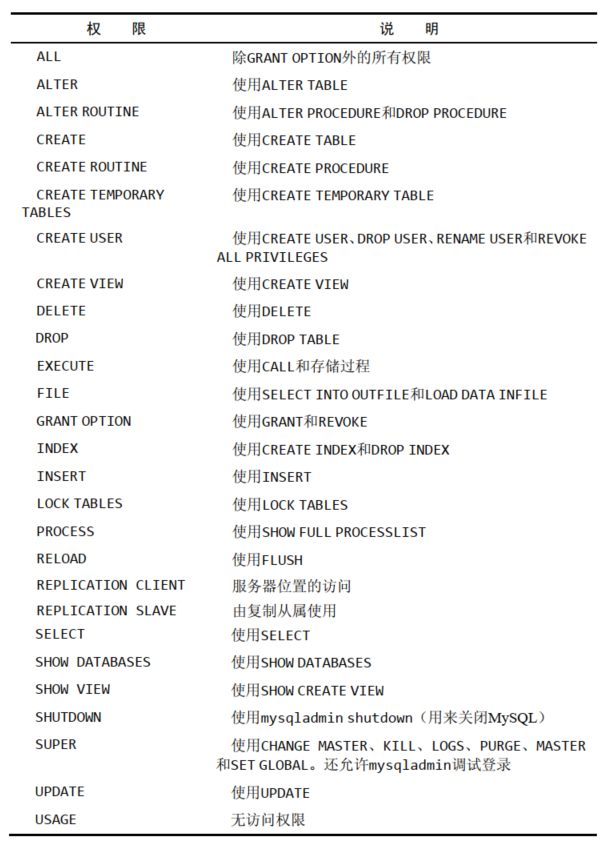 权 限 说 明
ALL 除GRANT OPTION外的所有权限
ALTER 使用ALTER TABLE
ALTER ROUTINE 使用ALTER PROCEDURE和DROP PROCEDURE
CREATE 使用CREATE TABLE
CREATE ROUTINE 使用CREATE PROCEDURE
CREATE TEMPORARY 使用CREATE TEMPORARY TABLE
TABLES
CREATE USER 使用CREATE USER、DROP USER、RENAME USER和REVOKE
ALL PRIVILEGES
CREATE VIEW 使用CREATE VIEW
DELETE 使用DELETE
DROP 使用DROP TABLE
EXECUTE 使用CALL和存储过程
FILE 使用SELECT INTO OUTFILE和LOAD DATA INFILE
GRANT OPTION 使用GRANT和REVOKE
INDEX 使用CREATE INDEX和DROP INDEX
INSERT 使用INSERT
LOCK TABLES 使用LOCK TABLES
PROCESS 使用SHOW FULL PROCESSLIST
RELOAD 使用FLUSH
REPLICATION CLIENT 服务器位置的访问
REPLICATION SLAVE 由复制从属使用
SELECT 使用SELECT
SHOW DATABASES 使用SHOW DATABASES
SHOW VIEW 使用SHOW CREATE VIEW
SHUTDOWN 使用mysqladmin shutdown（用来关闭MySQL）
SUPER 使用CHANGE MASTER、KILL、LOGS、PURGE、MASTER
和SET GLOBAL。还允许mysqladmin调试登录
UPDATE 使用UPDATE
USAGE 无访问权限